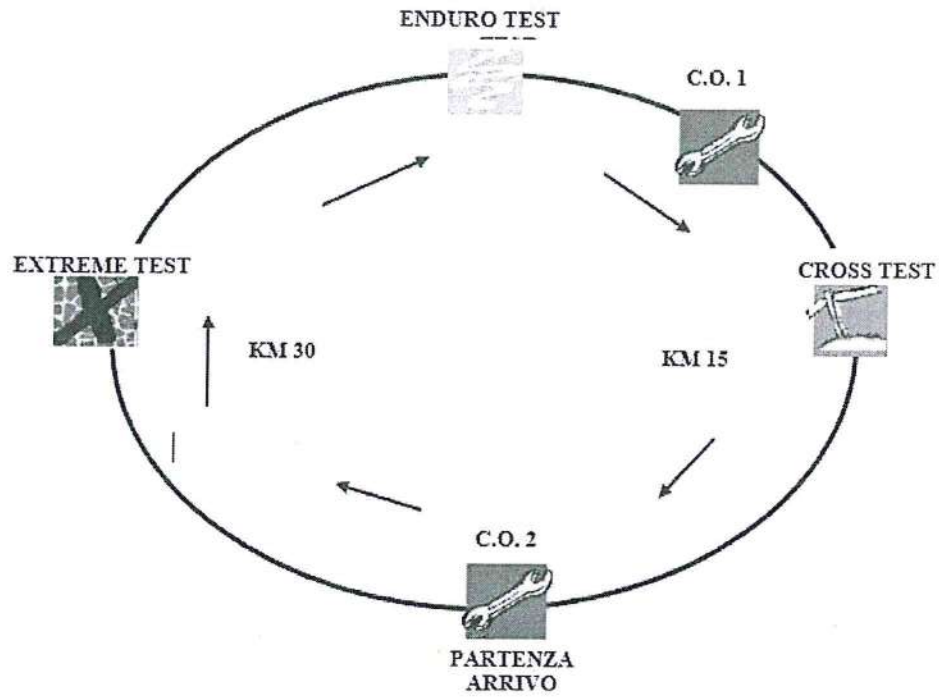 ENDURO TEST
C.O. 1
EXTREME TEST
CROSS TEST
KM 30
KM 15
C.O. 2
PARTENZA
ARRIVO